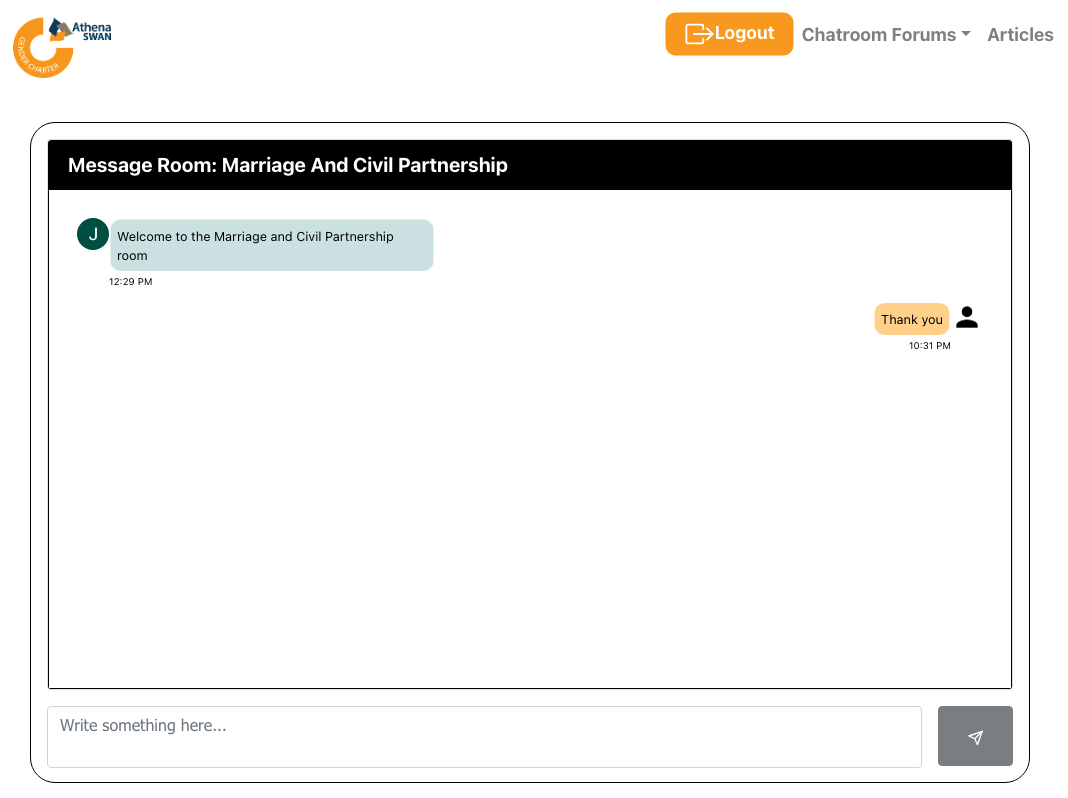 Athena
SWAN
GENDER CHARTER
Logout
Chatroom Forums
Articles
Message Room: Marriage And Civil Partnership
J
Welcome to the Marriage and Civil Partnership
room
12:29 PM
Thank you
10:31 PM
Write something here...